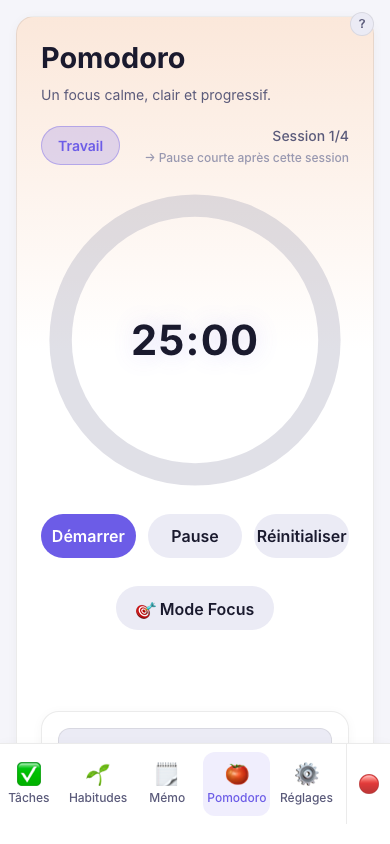 ?
Pomodoro
Un focus calme, clair et progressif.
Travail
Session 1/4
→ Pause courte après cette session
25:00
Démarrer
Pause
Réinitialiser
🎯 Mode Focus
Tâches
Habitudes
Mémo
Pomodoro
Réglages